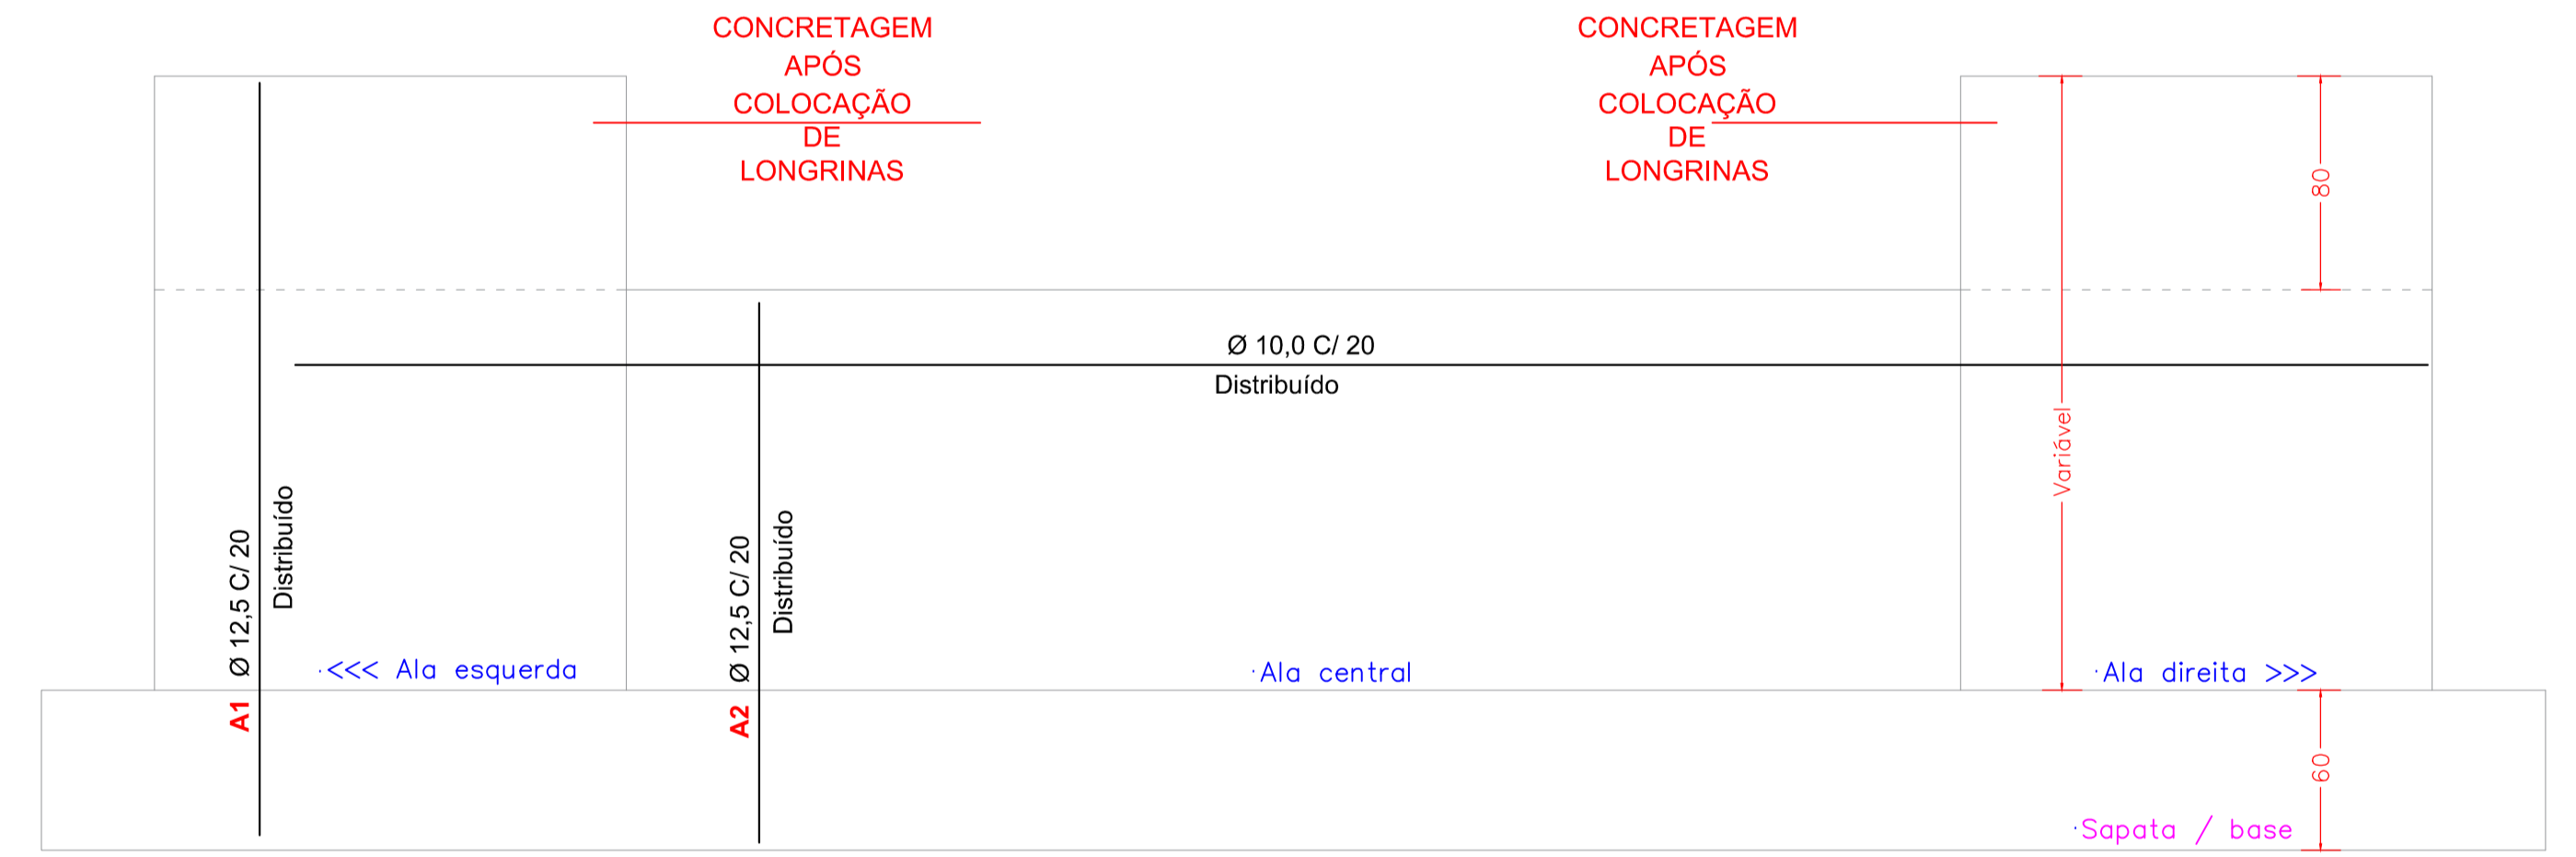 CONCRETAGEM
APÓS
COLOCAÇÃO
DE
LONGRINAS
CONCRETAGEM
APÓS
COLOCAÇÃO
DE
LONGRINAS
80
Ø 10,0 C/ 20
Distribuído
Variável
A1 Ø 12,5 C/ 20
Distribuído
A2 Ø 12,5 C/ 20
Distribuído
<<< Ala esquerda
Ala central
Ala direita >>>
60
Sapata / base